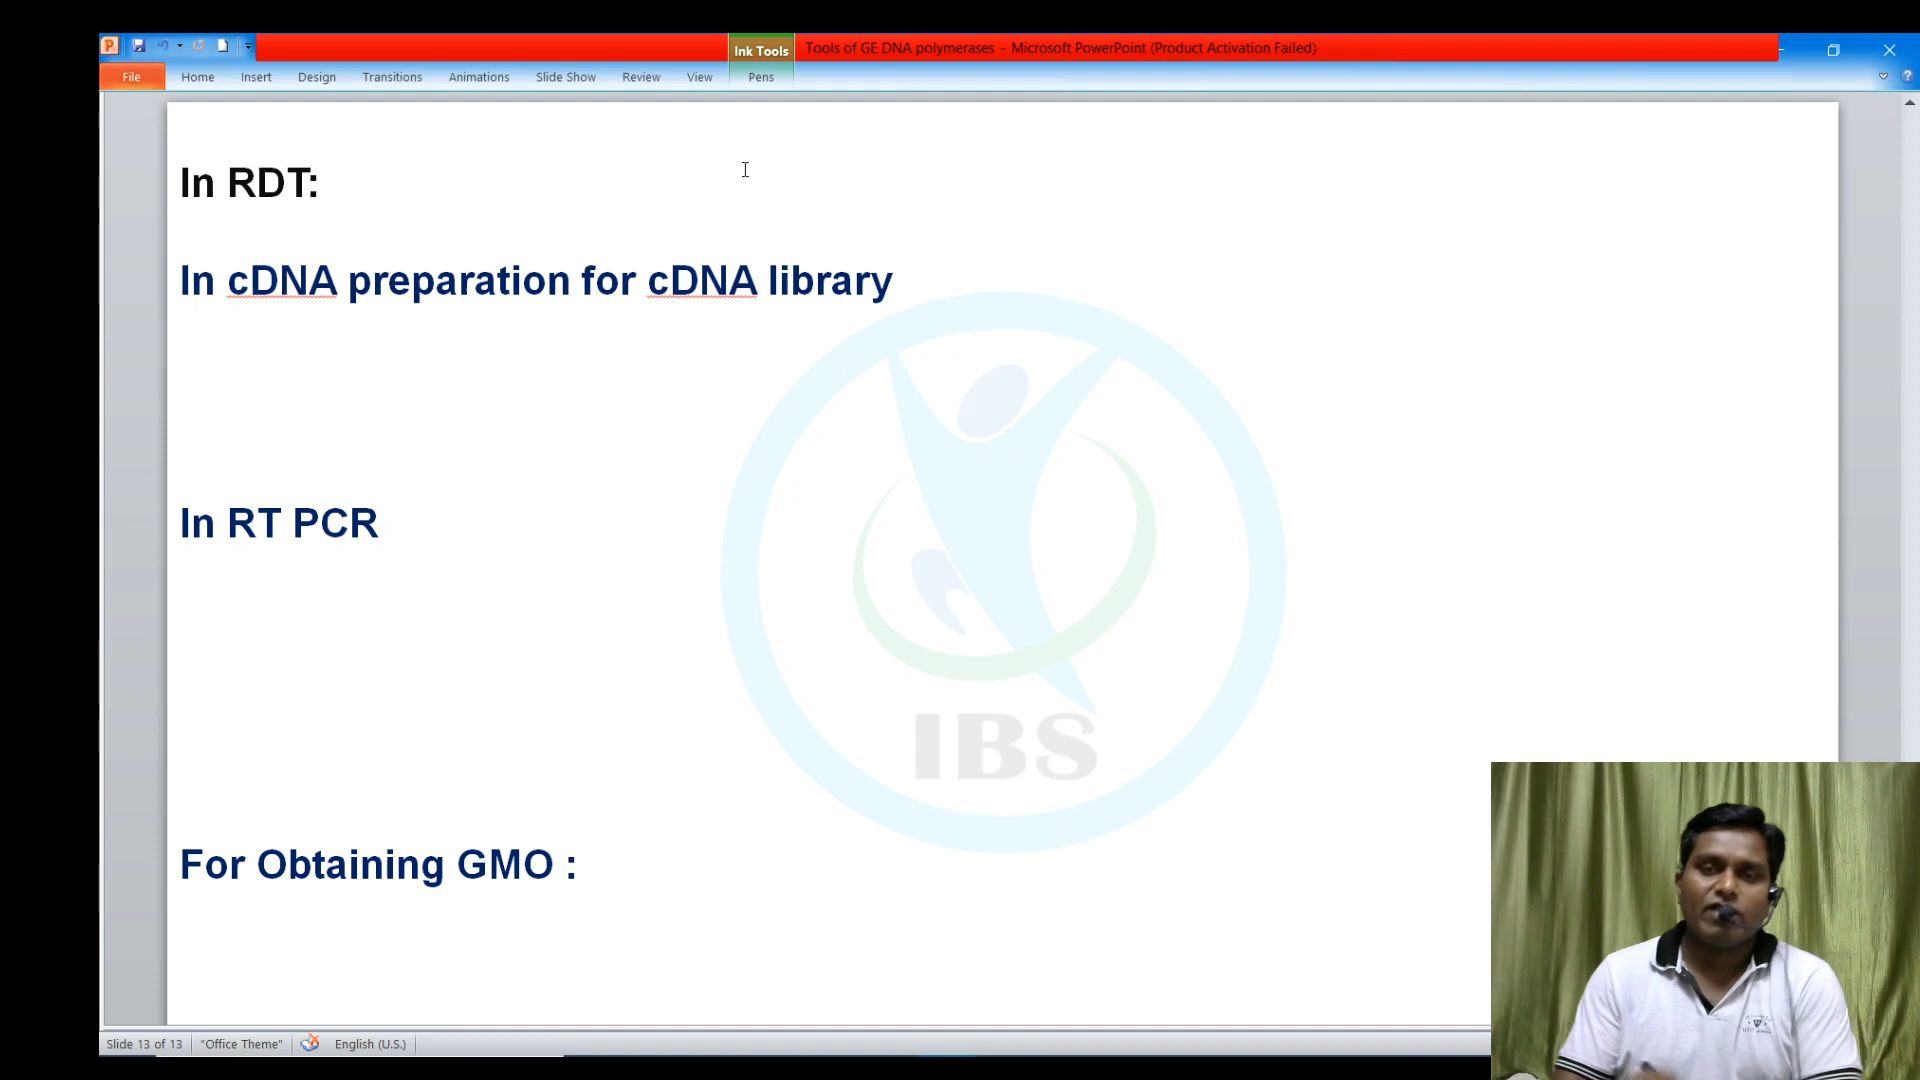 Ink Tools
Tools of GE DNA polymerases - Microsoft PowerPoint (Product Activation Failed)
File Home Insert Design Transitions Animations Slide Show Review View Pens
In RDT:
In cDNA preparation for cDNA library
In RT PCR
IBS
For Obtaining GMO :
Slide 13 of 13 "Office Theme" English (U.S.)